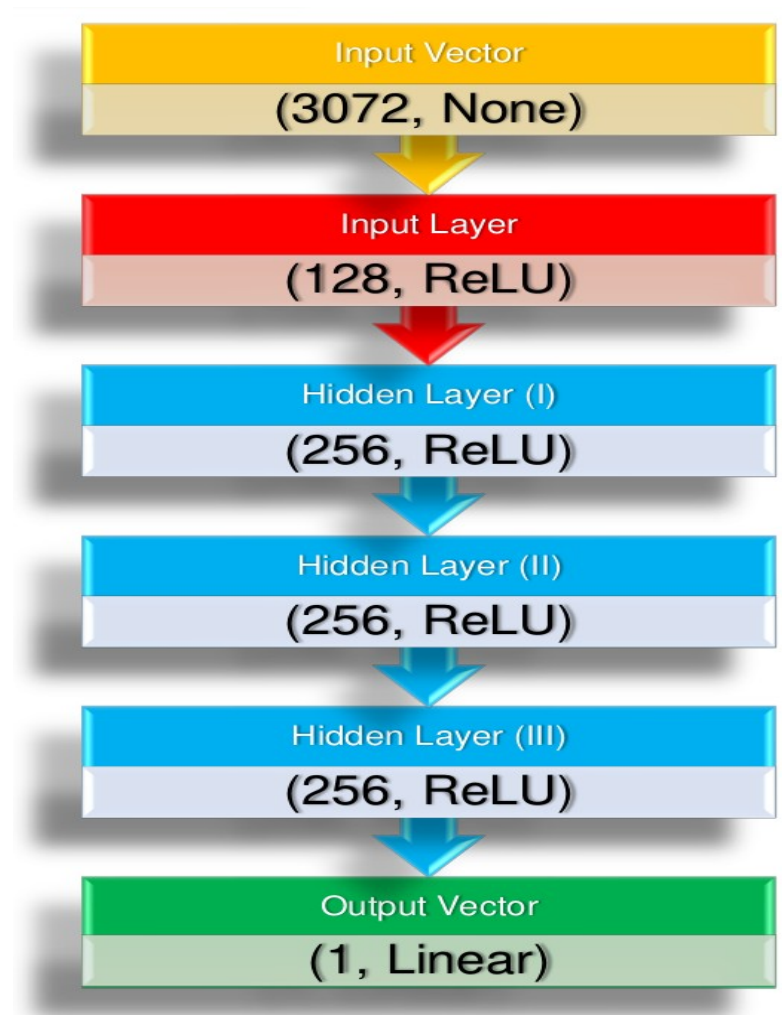 Input Vector
(3072, None)
Input Layer
(128, ReLU)
Hidden Layer (I)
(256, ReLU)
Hidden Layer (II)
(256, ReLU)
Hidden Layer (III)
(256, ReLU)
Output Vector
(1, Linear)